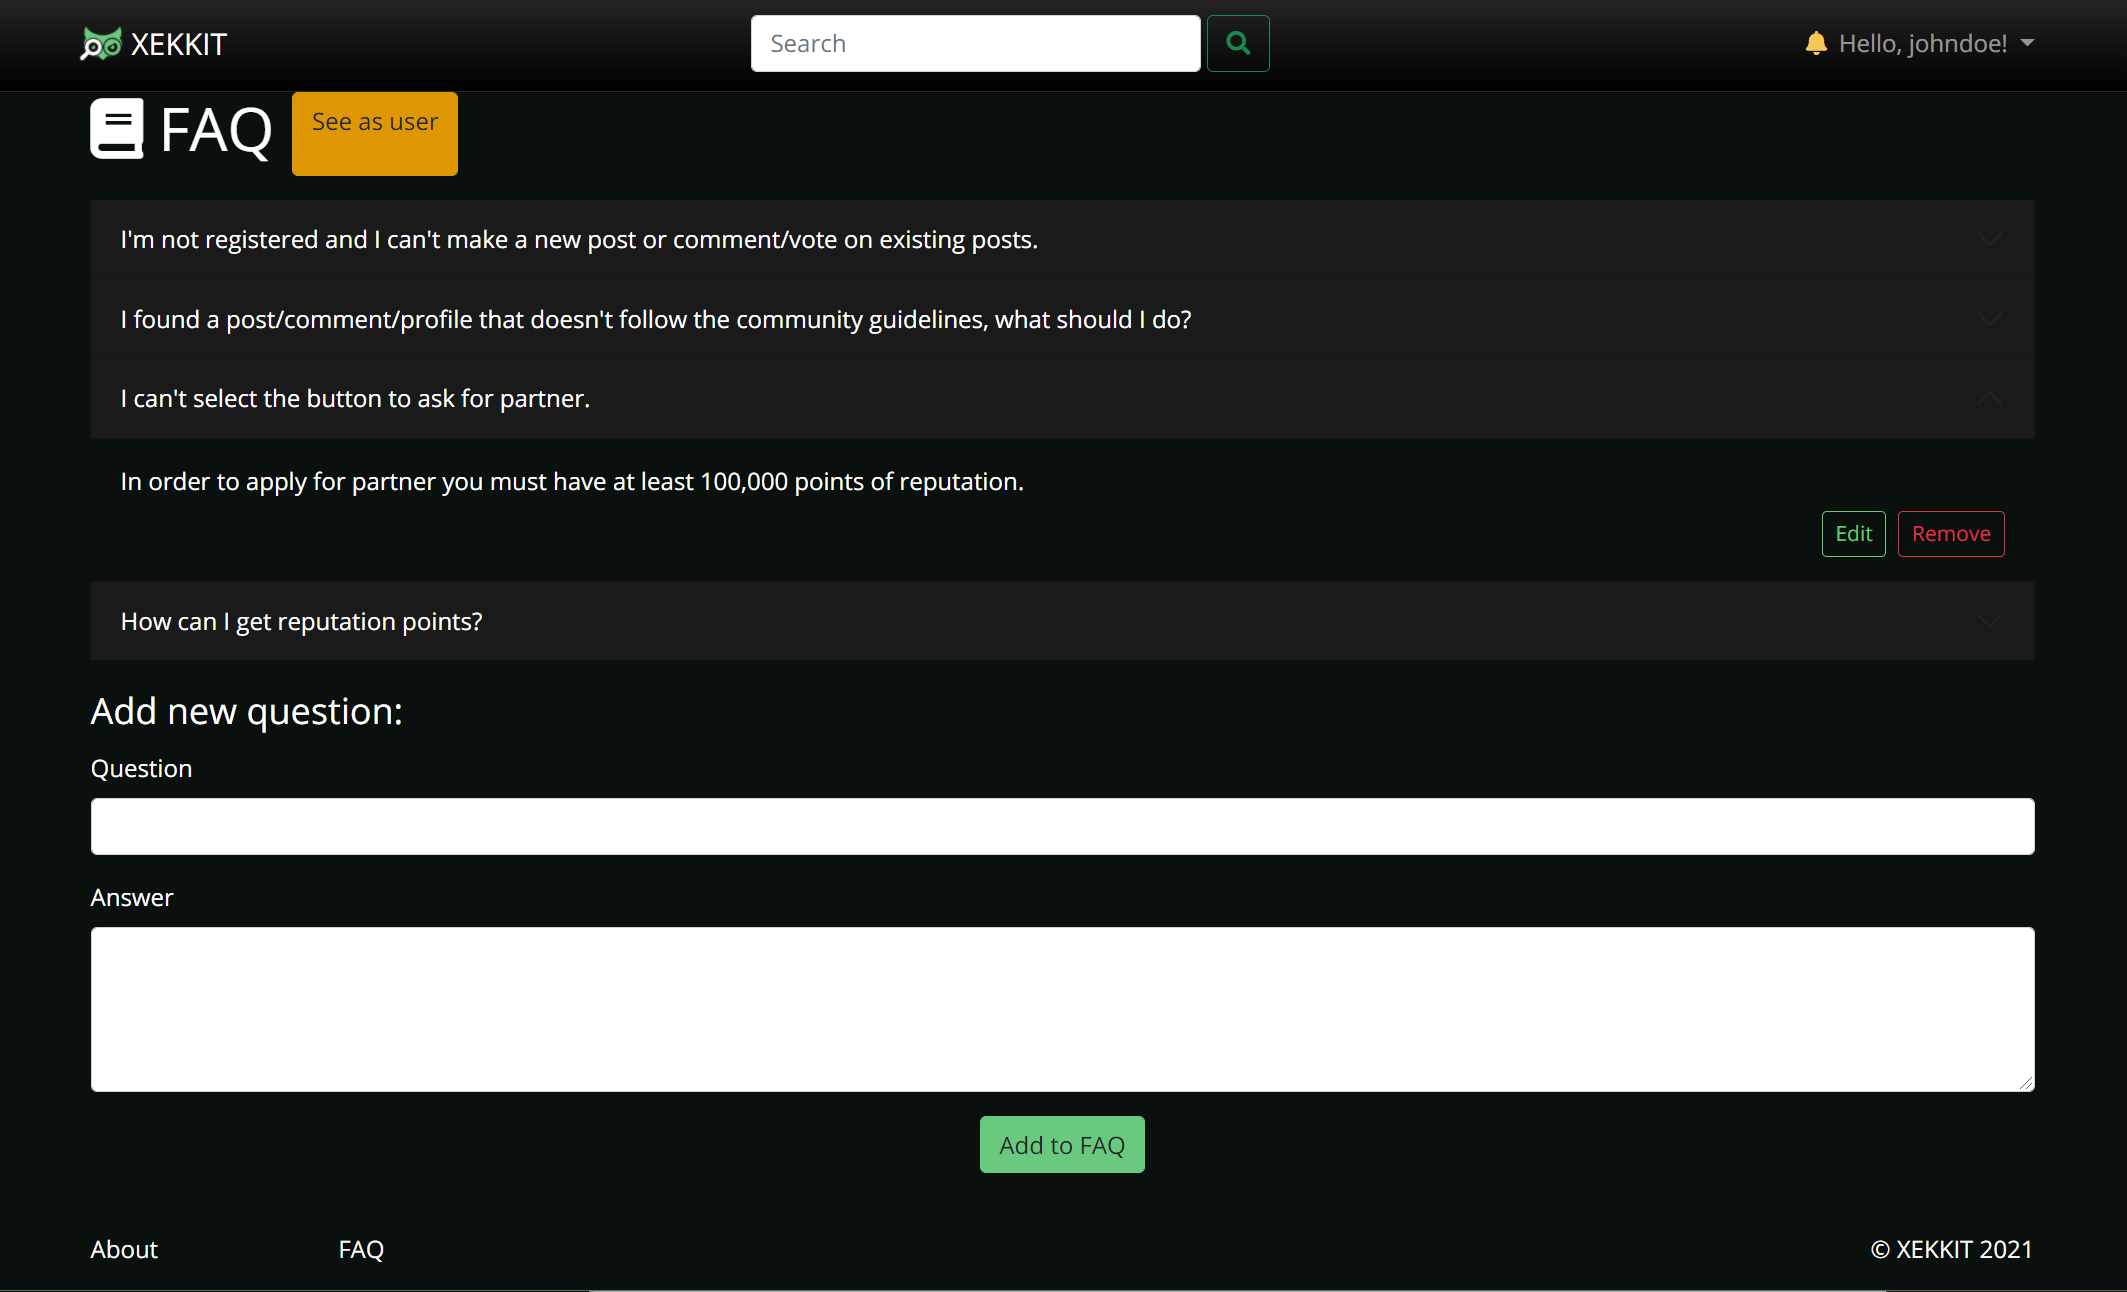 XEKKIT
Search
Hello, johndoe!
FAQ
See as user
I'm not registered and I can't make a new post or comment/vote on existing posts.
I found a post/comment/profile that doesn't follow the community guidelines, what should I do?
I can't select the button to ask for partner.
In order to apply for partner you must have at least 100,000 points of reputation.
Edit
Remove
How can I get reputation points?
Add new question:
Question
Answer
Add to FAQ
About
FAQ
© XEKKIT 2021